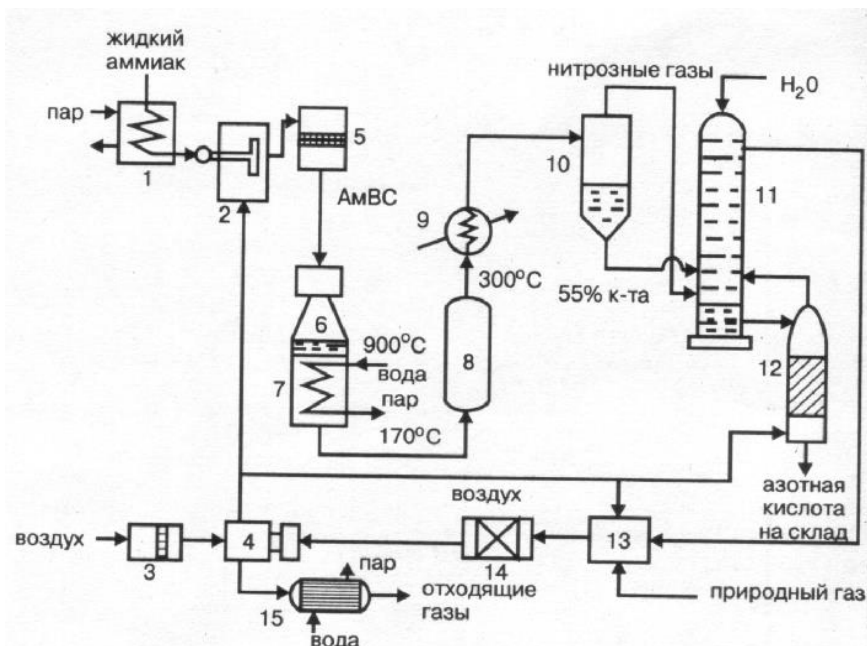 жидкий
аммиак
пар
1
2
5
АмВС
6
900°С
вода
7
пар
170°С
8
300°С
9
10
нитрозные газы
H₂0
11
55% к-та
12
азотная
кислота
на склад
воздух
воздух
3
4
14
13
природный газ
пар
15
вода
отходящие
газы